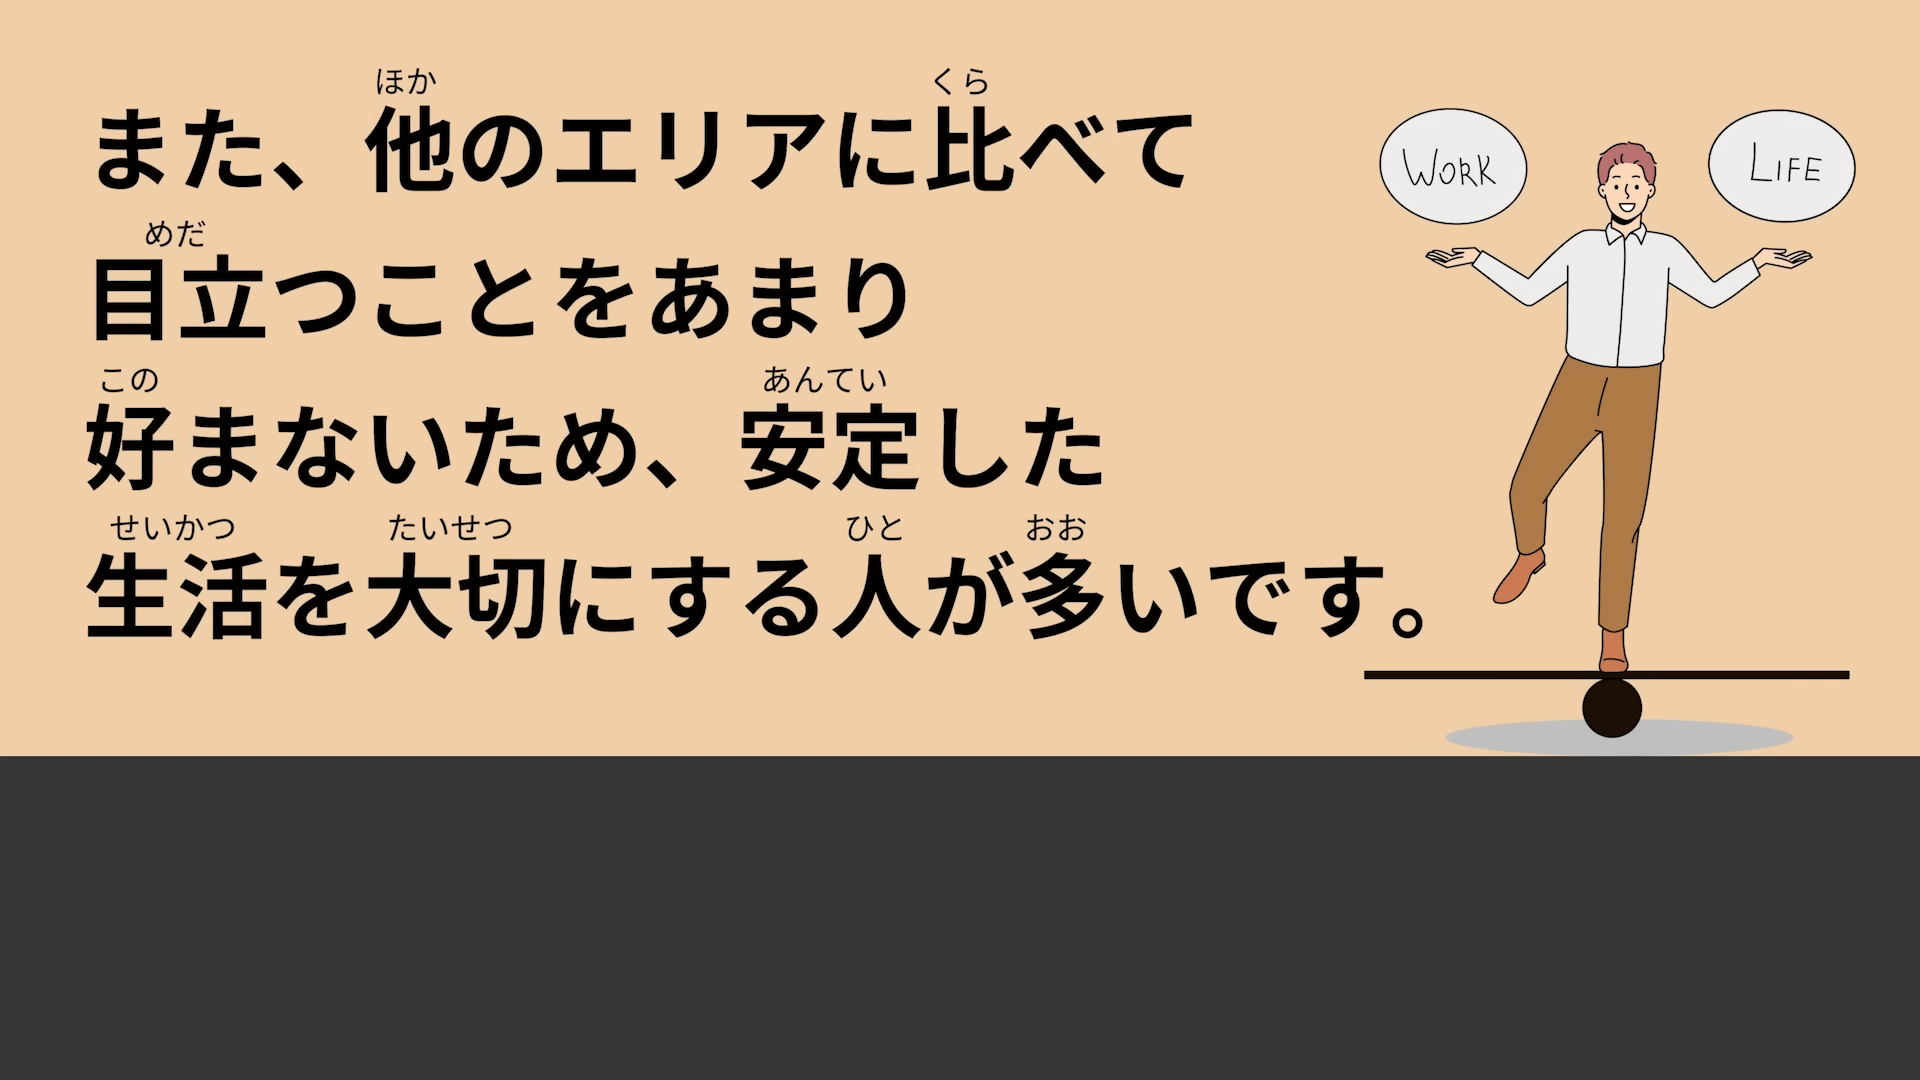 ほか くら
また、他のエリアに比べて
めだ
目立つことをあまり
この あんてい
好まないため、安定した
せいかつ たいせつ ひと おお
生活を大切にする人が多いです。
WORK
LIFE